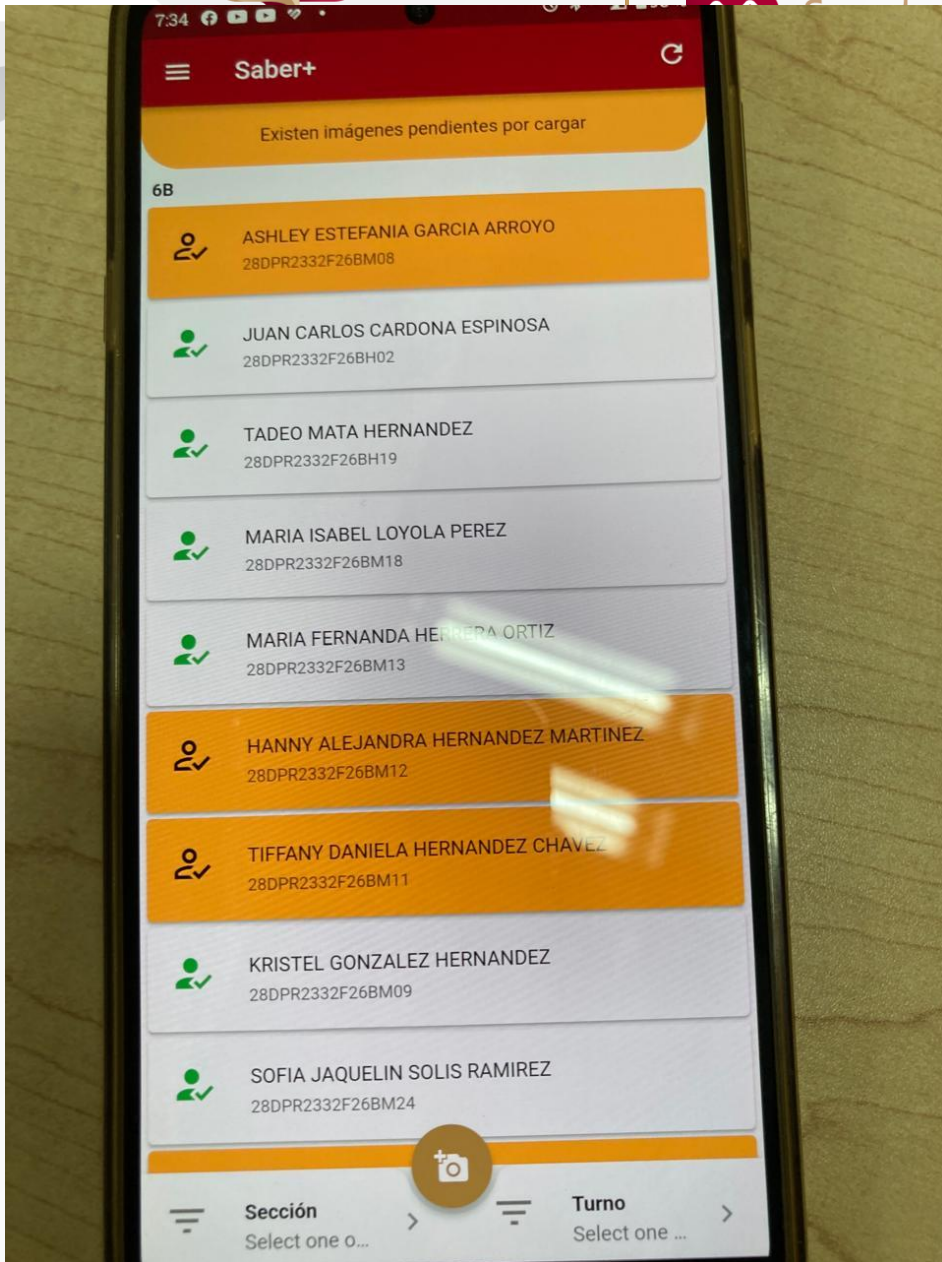 7:34
Saber+
Existen imágenes pendientes por cargar
6B
ASHLEY ESTEFANIA GARCIA ARROYO
28DPR2332F26BM08
JUAN CARLOS CARDONA ESPINOSA
28DPR2332F26BH02
TADEO MATA HERNANDEZ
28DPR2332F26BH19
MARIA ISABEL LOYOLA PEREZ
28DPR2332F26BM18
MARIA FERNANDA HERRERA ORTIZ
28DPR2332F26BM13
HANNY ALEJANDRA HERNANDEZ MARTINEZ
28DPR2332F26BM12
TIFFANY DANIELA HERNANDEZ CHAVEZ
28DPR2332F26BM11
KRISTEL GONZALEZ HERNANDEZ
28DPR2332F26BM09
SOFIA JAQUELIN SOLIS RAMIREZ
28DPR2332F26BM24
Sección
Select one o...
Turno
Select one ...